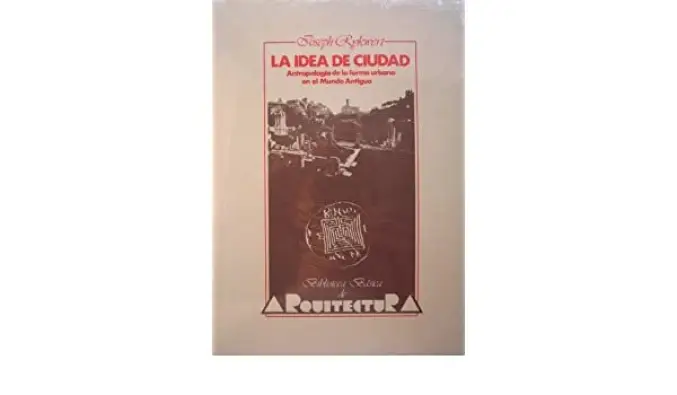 Joseph Rykwert
LA IDEA DE CIUDAD
Antropología de la forma urbana
en el Mundo Antiguo
Biblioteca Básica
de
ARQUITECTURA